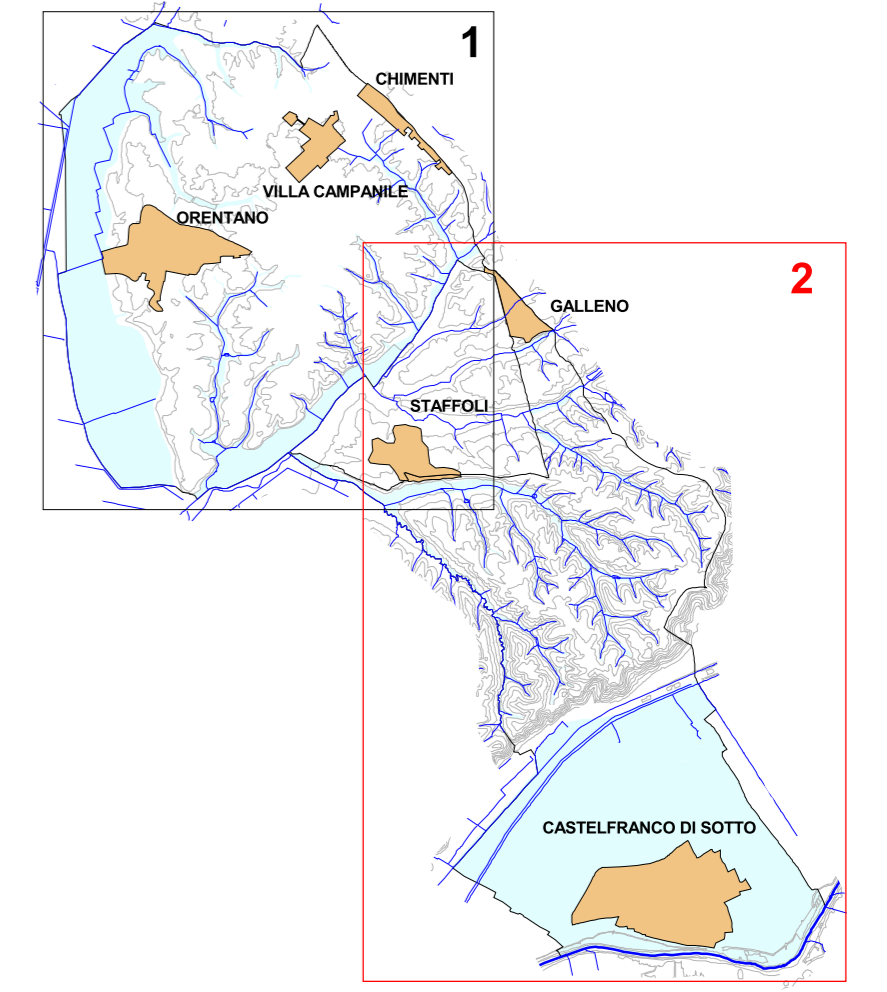 1
CHIMENTI
VILLA CAMPANILE
ORENTANO
2
GALLENO
STAFFOLI
CASTELFRANCO DI SOTTO